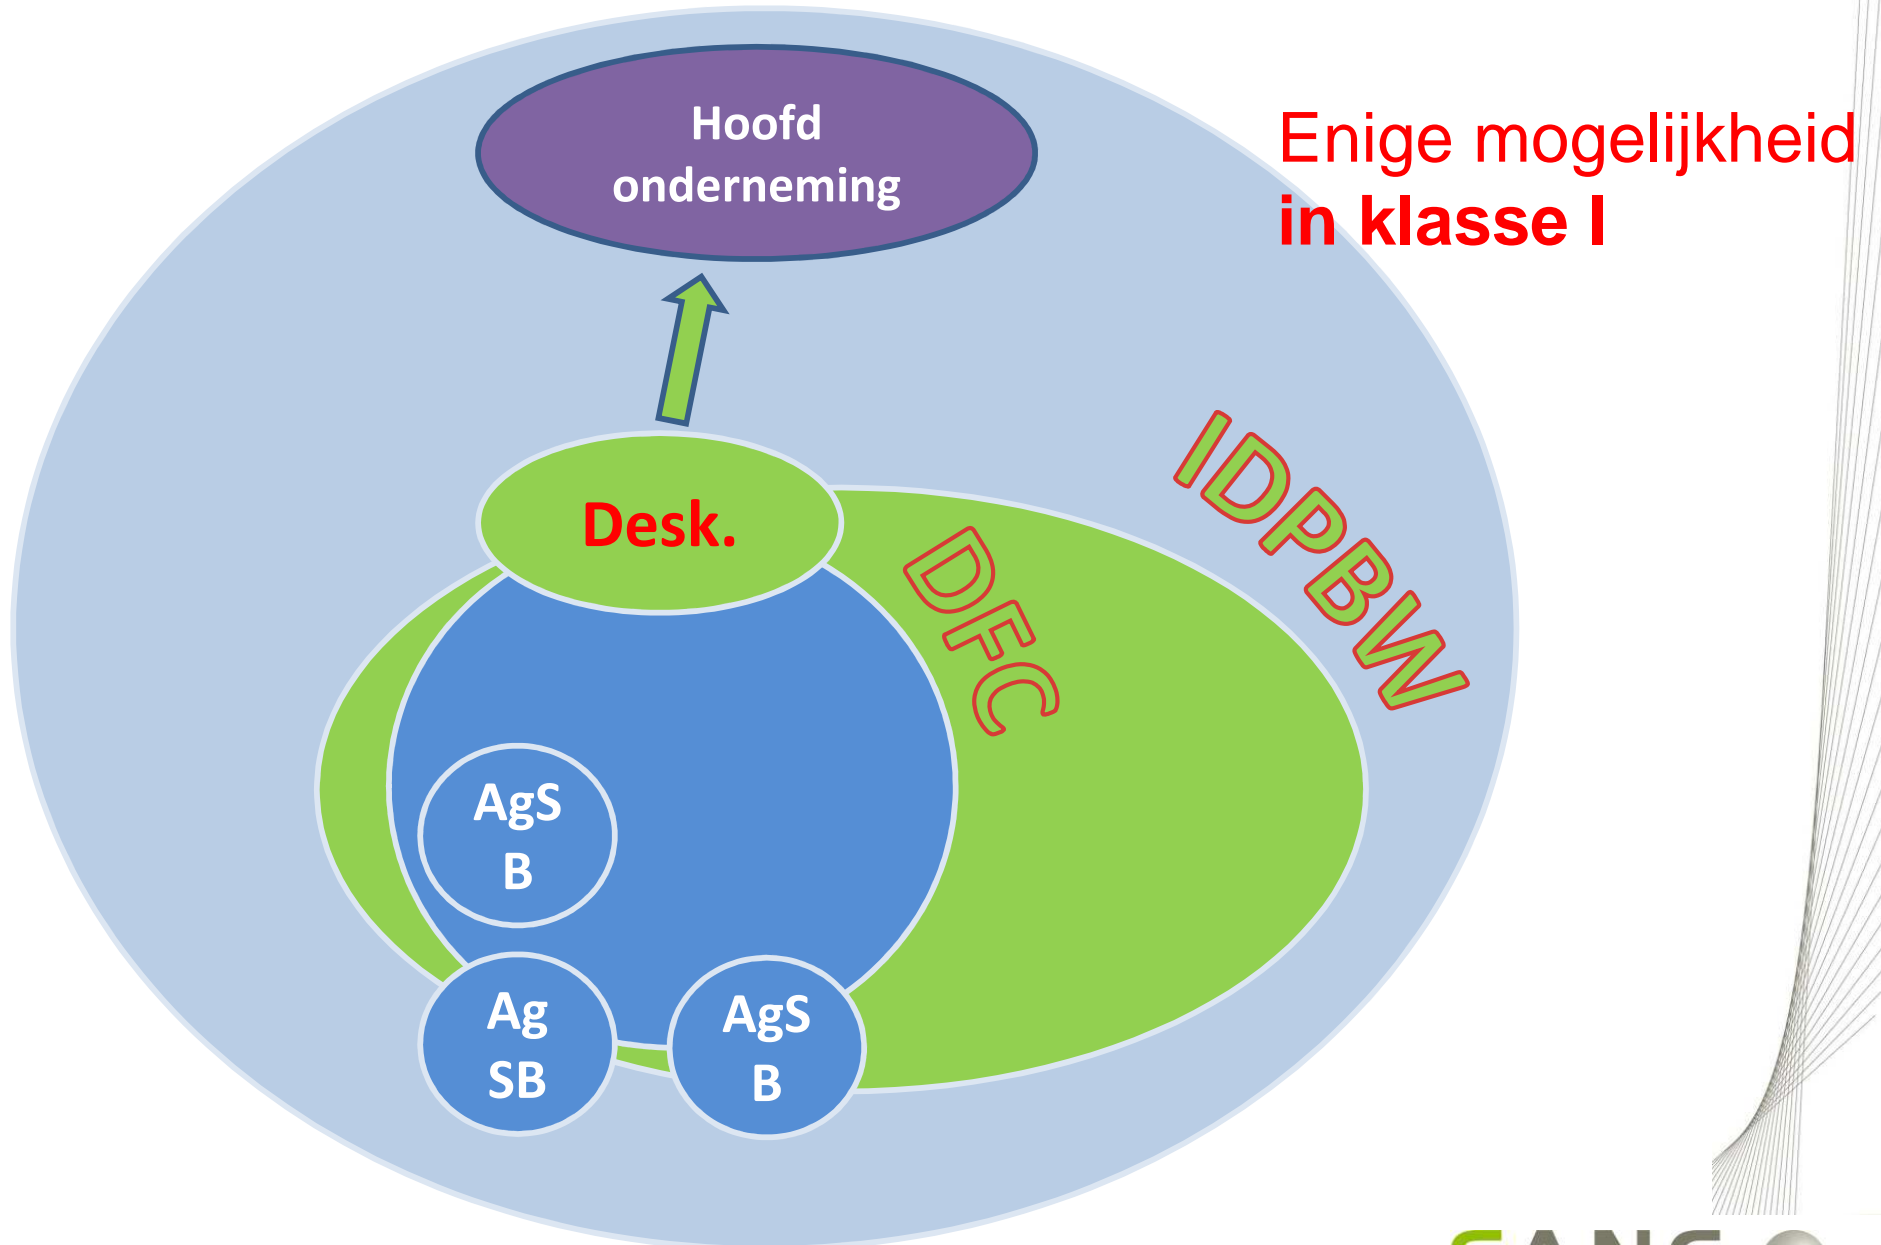 Hoofd
onderneming
Enige mogelijkheid
in klasse I
Desk.
IDPBW
DFC
AgS
B
Ag
SB
AgS
B